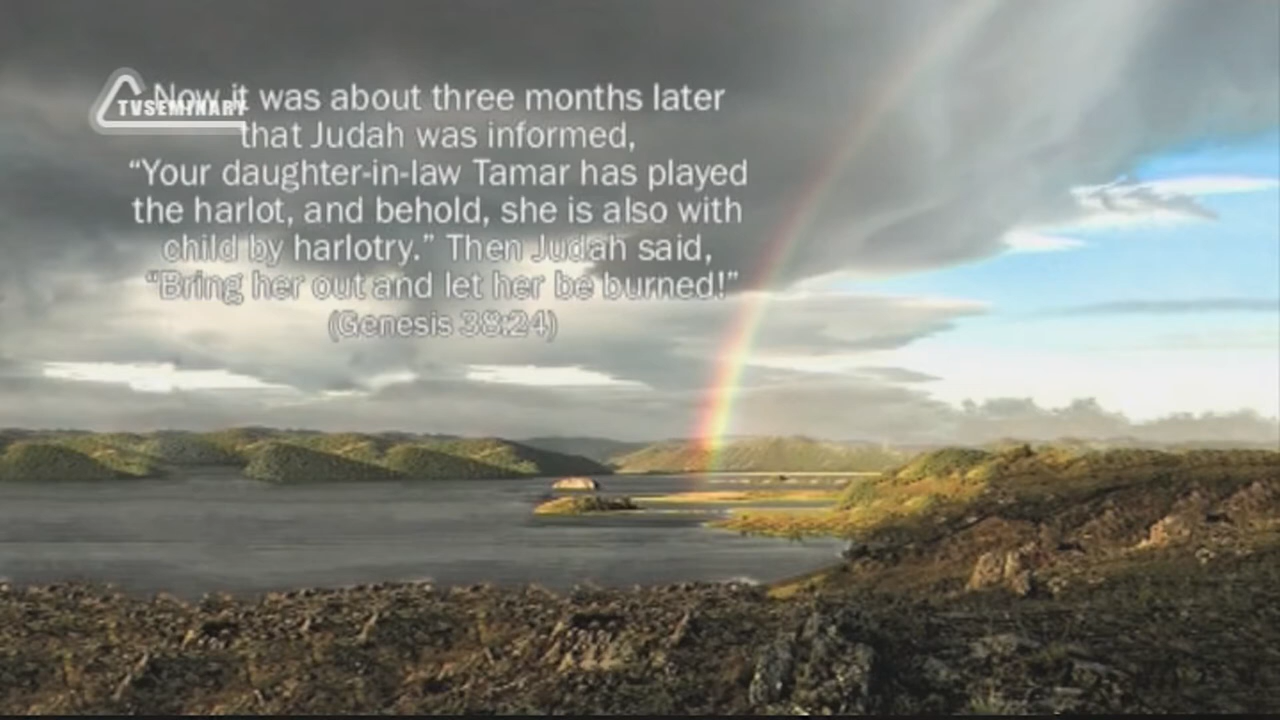 TVSEMINARY
Now it was about three months later
that Judah was informed,
“Your daughter-in-law Tamar has played
the harlot, and behold, she is also with
child by harlotry.” Then Judah said,
“Bring her out and let her be burned!”
(Genesis 38:24)